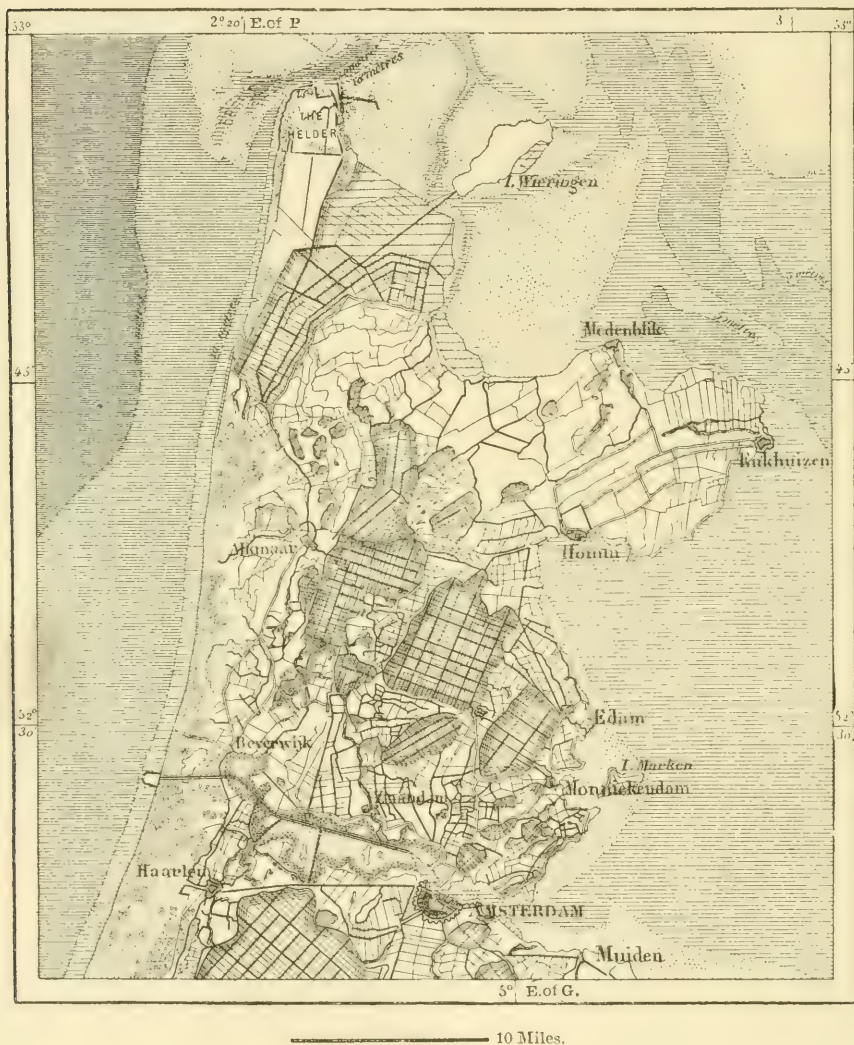 53° 2° 20' E. of P 3 53°
THE
HELDER
I. Wieringen
Medenblik
45'
45'
Enkhuizen
Alkmaar
Hoorn
52°
30'
52°
30'
Edam
Beverwijk
I. Marken
Monnickendam
Zaandam
Haarlem
AMSTERDAM
Muiden
5° E. of G.
10 Miles.